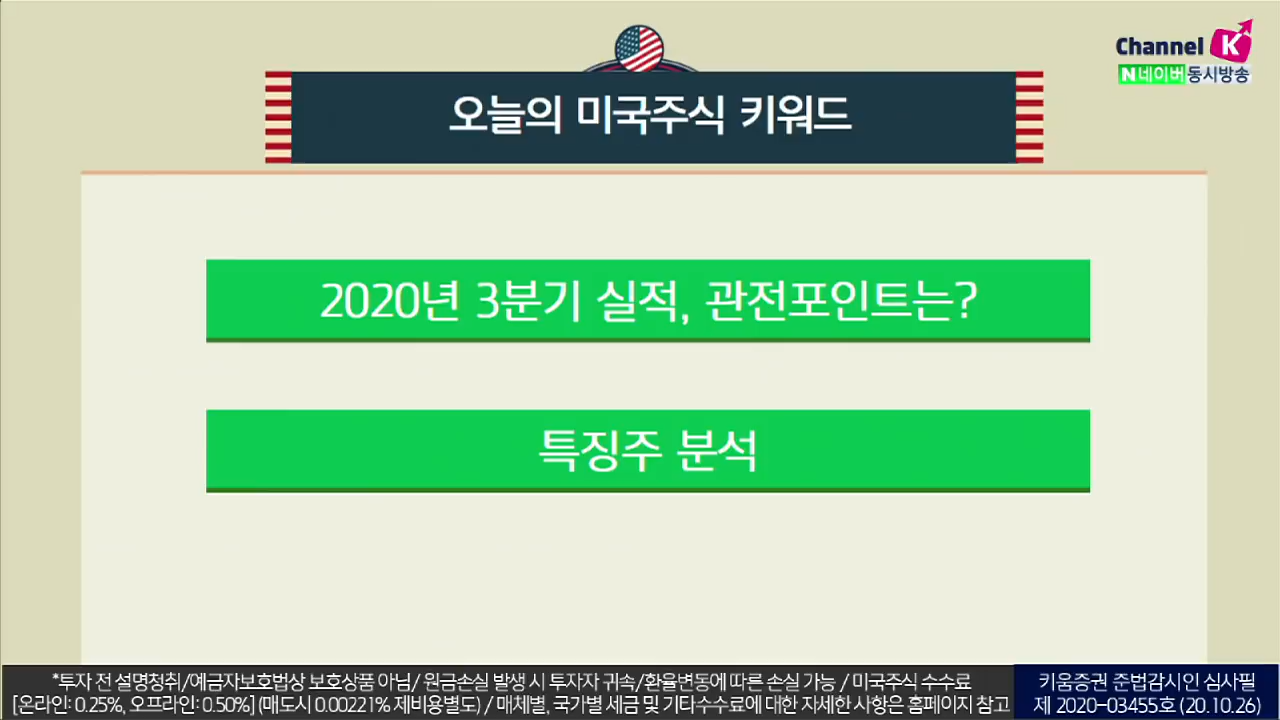 Channel K
N네이버 동시방송
오늘의 미국주식 키워드
2020년 3분기 실적, 관전포인트는?
특징주 분석
*투자 전 설명청취/예금자보호법상 보호상품 아님/ 원금손실 발생 시 투자자 귀속/환율변동에 따른 손실 가능 / 미국주식 수수료
[온라인: 0.25%, 오프라인: 0.50%] (매도시 0.00221% 제비용별도) / 매체별, 국가별 세금 및 기타수수료에 대한 자세한 사항은 홈페이지 참고
키움증권 준법감시인 심사필
제 2020-03455호 (20.10.26)